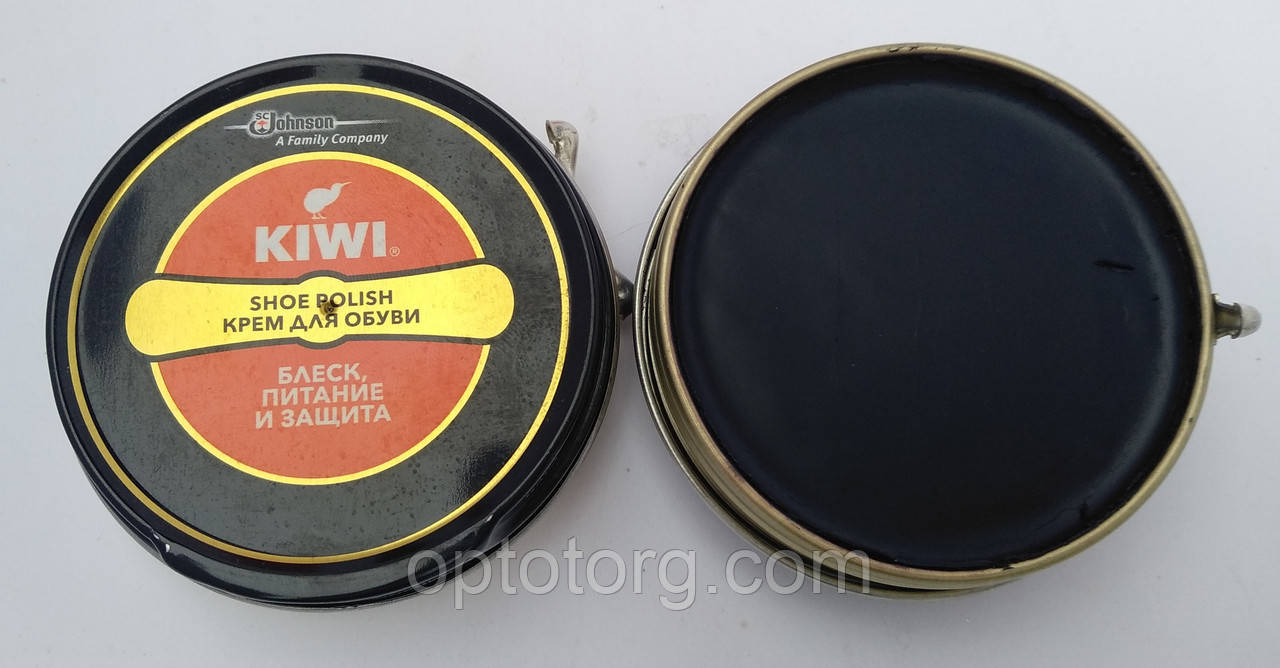 SC Johnson
A Family Company
KIWI®
SHOE POLISH
КРЕМ ДЛЯ ОБУВИ
БЛЕСК,
ПИТАНИЕ
И ЗАЩИТА
optotorg.com